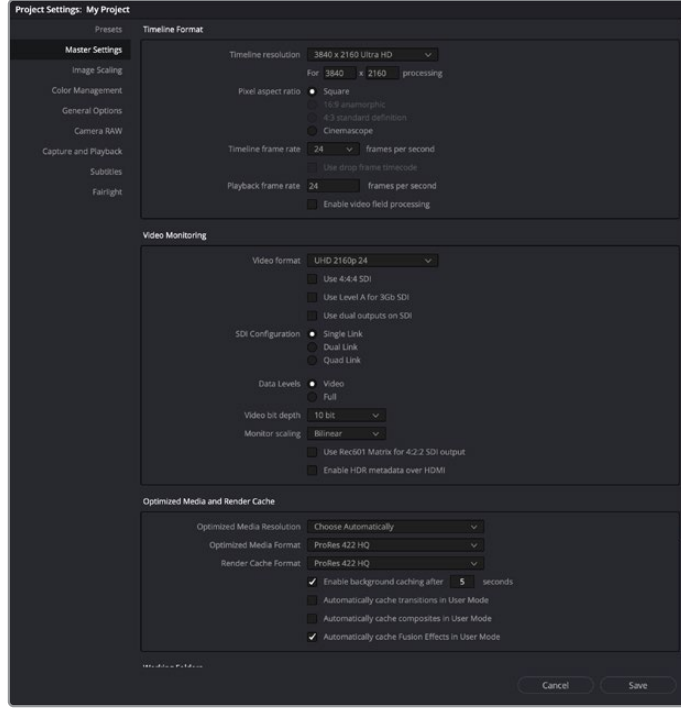 Project Settings: My Project
Presets
Master Settings
Image Scaling
Color Management
General Options
Camera RAW
Capture and Playback
Subtitles
Fairlight
Timeline Format
Timeline resolution 3840 x 2160 Ultra HD
For 3840 x 2160 processing
Pixel aspect ratio Square
16:9 anamorphic
4:3 standard definition
Cinemascope
Timeline frame rate 24 frames per second
Use drop frame timecode
Playback frame rate 24 frames per second
Enable video field processing
Video Monitoring
Video format UHD 2160p 24
Use 4:4:4 SDI
Use Level A for 3Gb SDI
Use dual outputs on SDI
SDI Configuration Single Link
Dual Link
Quad Link
Data Levels Video
Full
Video bit depth 10 bit
Monitor scaling Bilinear
Use Rec601 Matrix for 4:2:2 SDI output
Enable HDR metadata over HDMI
Optimized Media and Render Cache
Optimized Media Resolution Choose Automatically
Optimized Media Format ProRes 422 HQ
Render Cache Format ProRes 422 HQ
Enable background caching after 5 seconds
Automatically cache transitions in User Mode
Automatically cache composites in User Mode
Automatically cache Fusion Effects in User Mode
Working Folders
Cancel Save